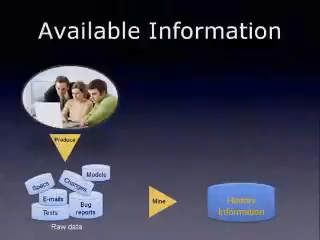 Available Information
Produce
Models
Specs
Changes
E-mails
Bug
reports
Tests
Raw data
Mine
History
Information